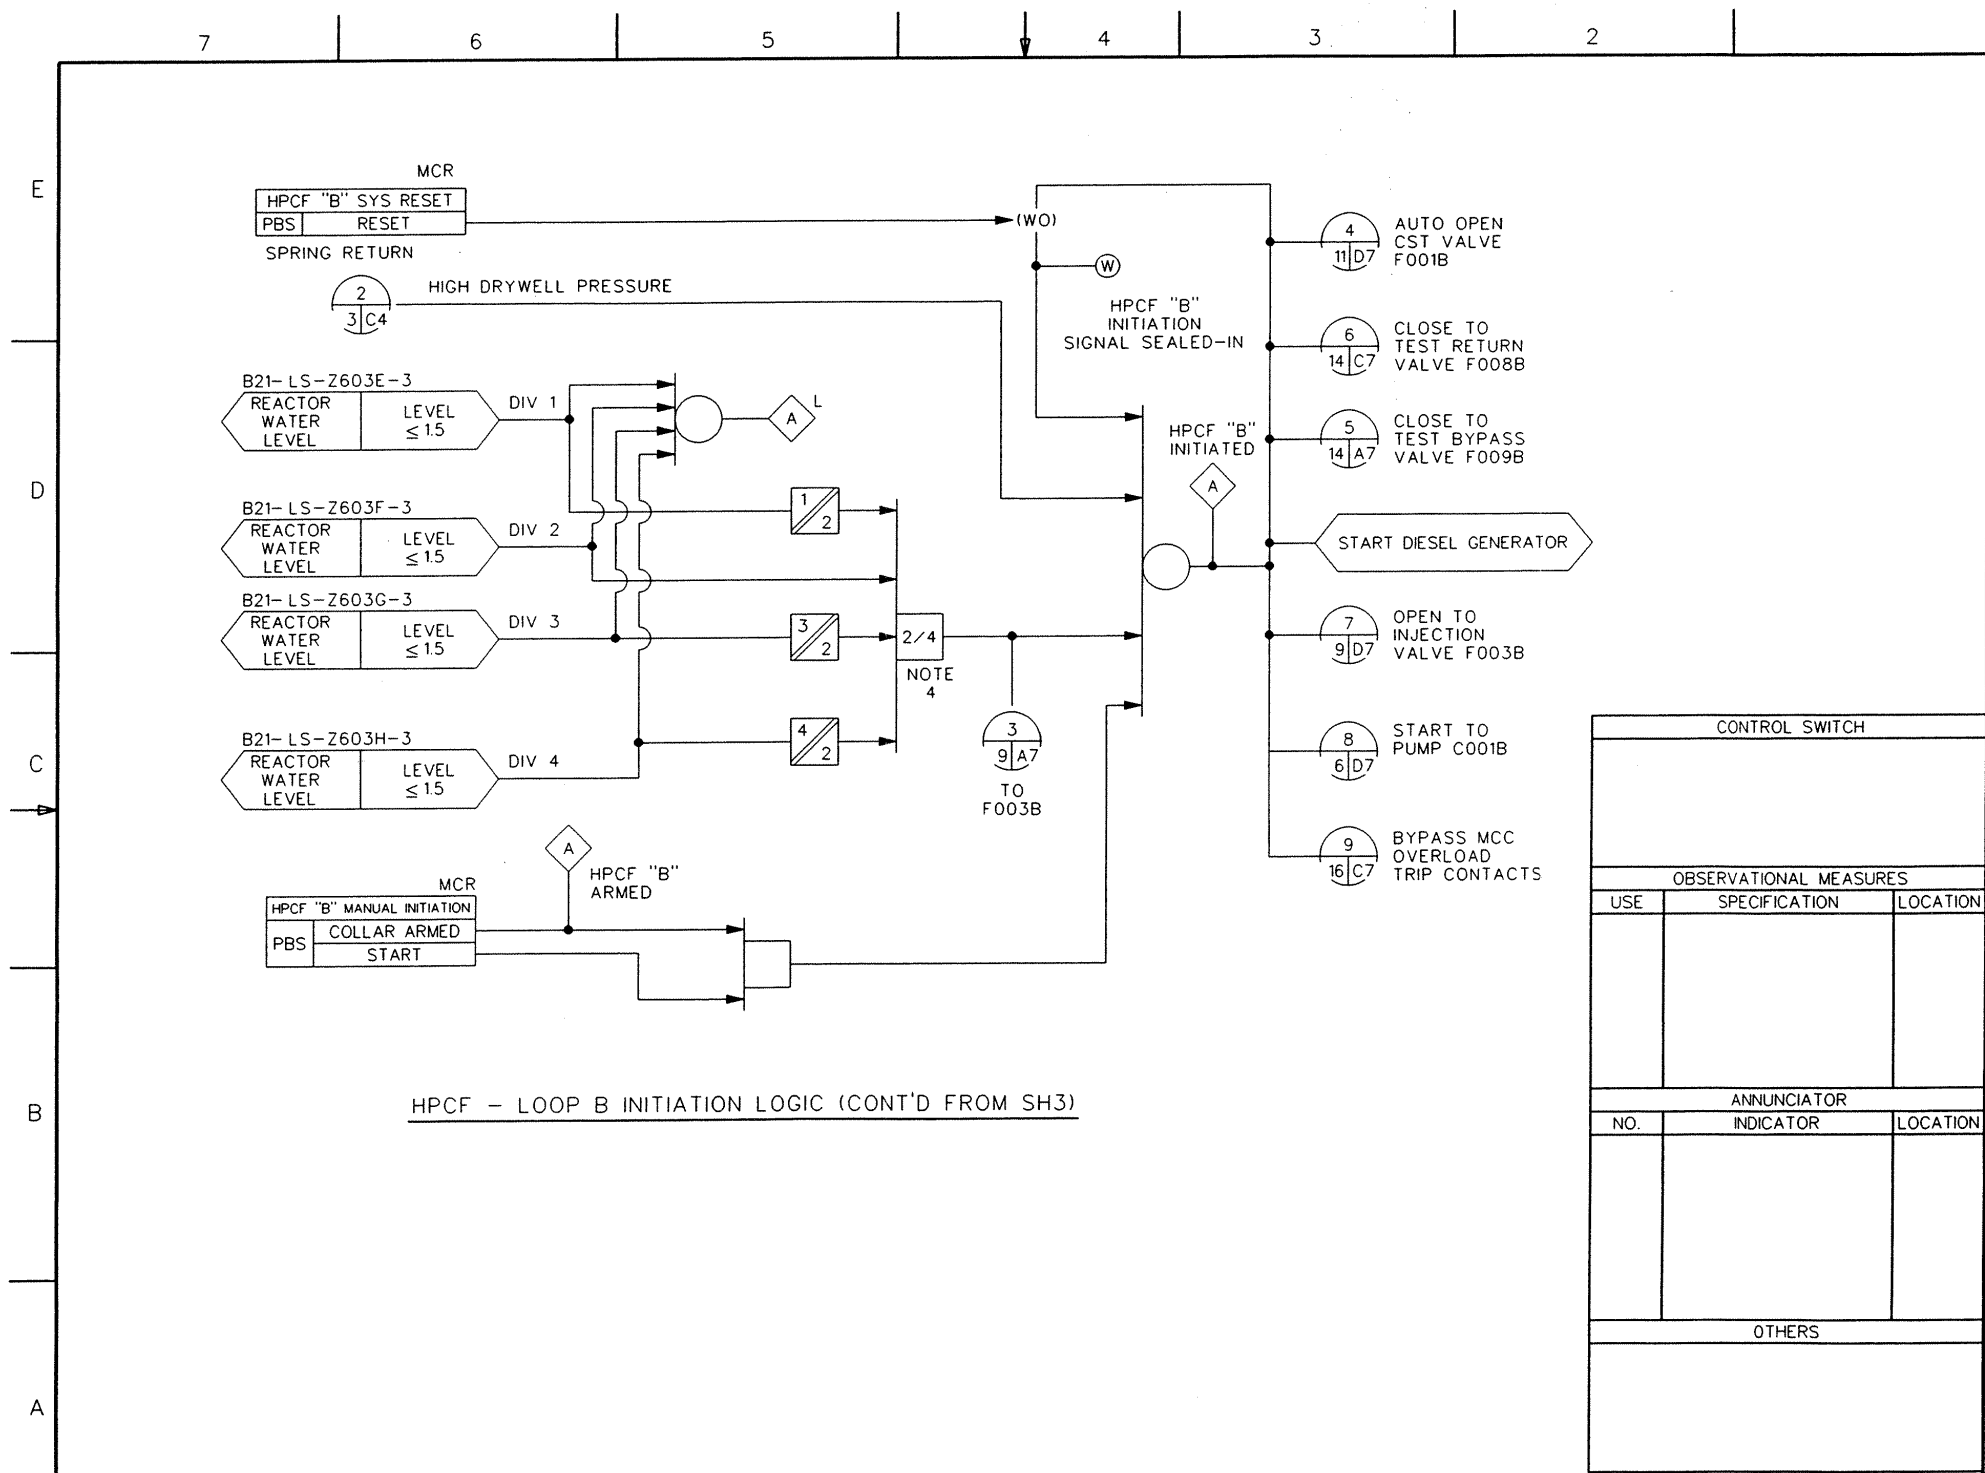 7 6 5 4 3 2
E
D
C
B
A
MCR
HPCF "B" SYS RESET
PBS RESET
SPRING RETURN
(WO)
W
HPCF "B"
INITIATION
SIGNAL SEALED-IN
2
3 C4
HIGH DRYWELL PRESSURE
B21-LS-Z603E-3
REACTOR
WATER
LEVEL
LEVEL
≤ 1.5
DIV 1
A L
B21-LS-Z603F-3
REACTOR
WATER
LEVEL
LEVEL
≤ 1.5
DIV 2
B21-LS-Z603G-3
REACTOR
WATER
LEVEL
LEVEL
≤ 1.5
DIV 3
B21-LS-Z603H-3
REACTOR
WATER
LEVEL
LEVEL
≤ 1.5
DIV 4
1
2
3
2
4
2
2/4
NOTE
4
3
9 A7
TO
F003B
HPCF "B"
INITIATED
A
4
11 D7
AUTO OPEN
CST VALVE
F001B
6
14 C7
CLOSE TO
TEST RETURN
VALVE F008B
5
14 A7
CLOSE TO
TEST BYPASS
VALVE F009B
START DIESEL GENERATOR
7
9 D7
OPEN TO
INJECTION
VALVE F003B
8
6 D7
START TO
PUMP C001B
9
16 C7
BYPASS MCC
OVERLOAD
TRIP CONTACTS
A
HPCF "B"
ARMED
MCR
HPCF "B" MANUAL INITIATION
PBS
COLLAR ARMED
START
HPCF - LOOP B INITIATION LOGIC (CONT'D FROM SH3)
CONTROL SWITCH
OBSERVATIONAL MEASURES
USE SPECIFICATION LOCATION
ANNUNCIATOR
NO. INDICATOR LOCATION
OTHERS